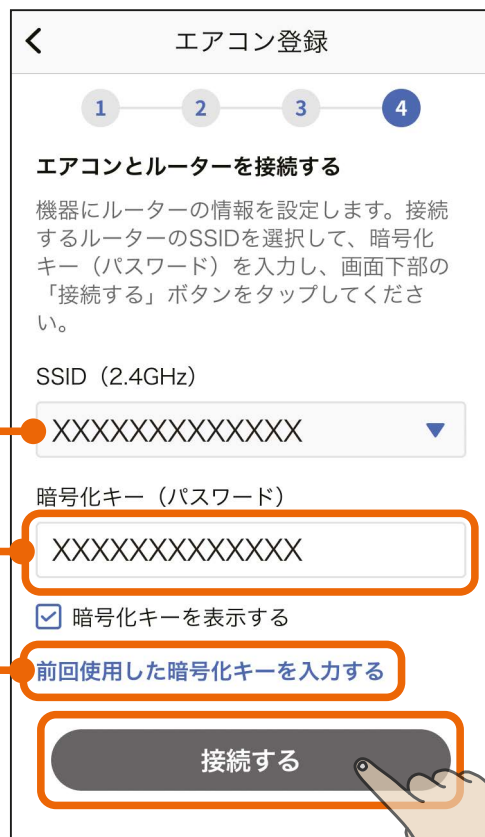 エアコン登録
1 2 3 4
エアコンとルーターを接続する
機器にルーターの情報を設定します。接続
するルーターのSSIDを選択して、暗号化
キー（パスワード）を入力し、画面下部の
「接続する」ボタンをタップしてくださ
い。
SSID（2.4GHz）
XXXXXXXXXXXXX
暗号化キー（パスワード）
XXXXXXXXXXXXX
暗号化キーを表示する
前回使用した暗号化キーを入力する
接続する